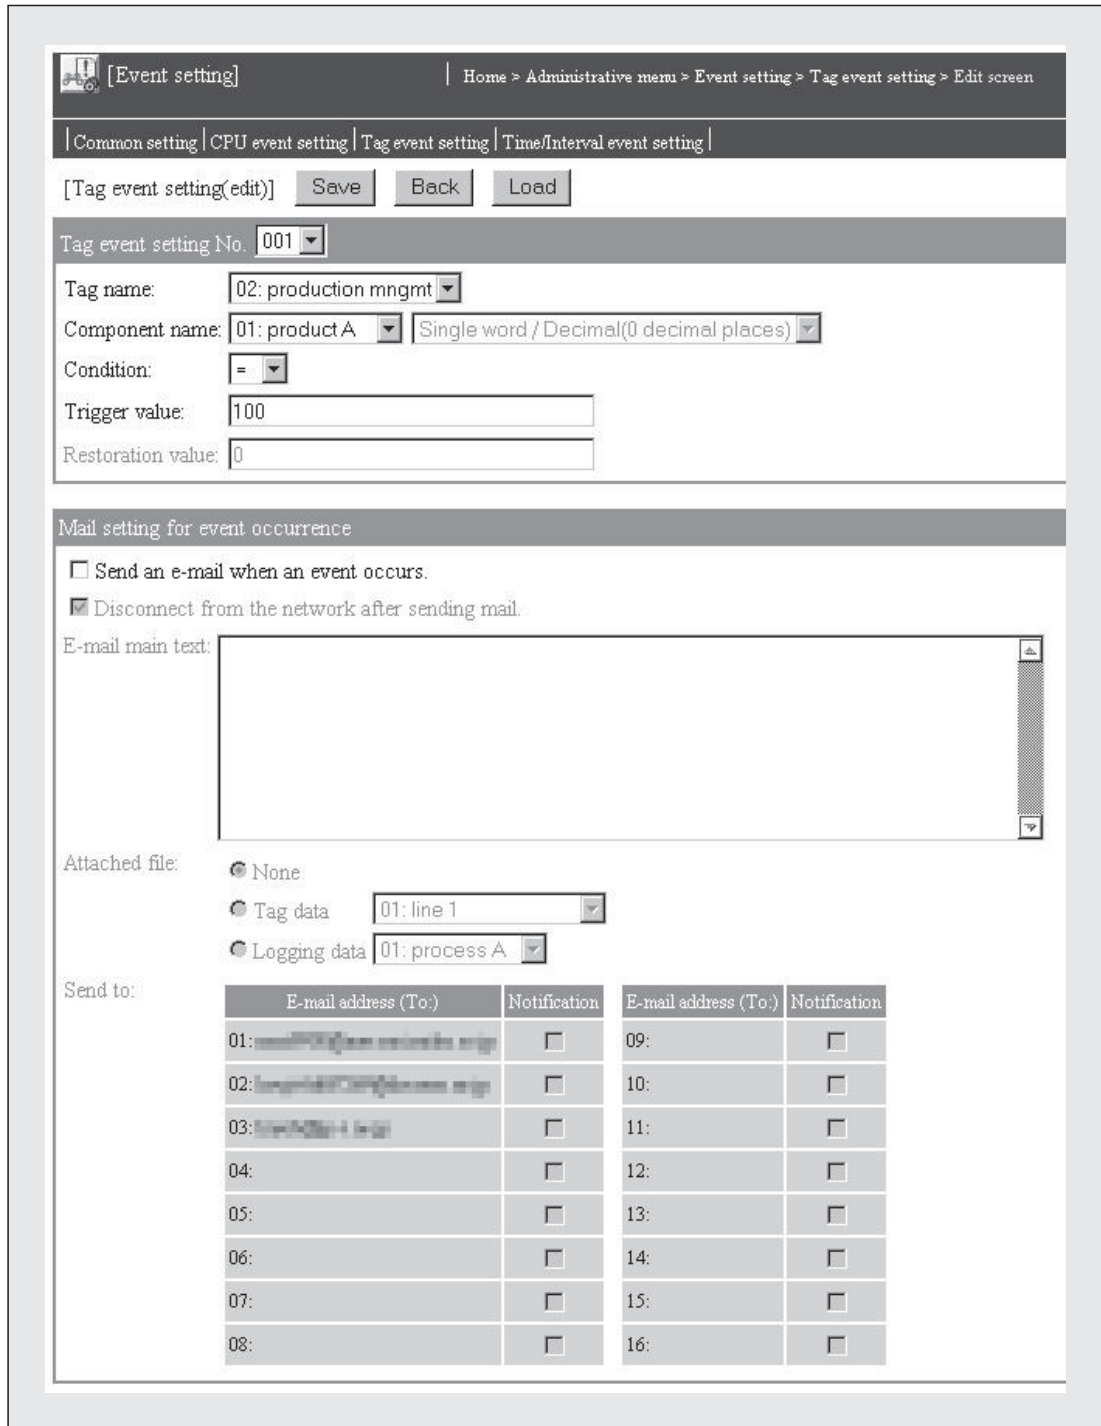 [Event setting]
Home > Administrative menu > Event setting > Tag event setting > Edit screen
Common setting | CPU event setting | Tag event setting | Time/Interval event setting |
[Tag event setting(edit)] Save Back Load
Tag event setting No. 001
Tag name: 02: production mngmt
Component name: 01: product A Single word / Decimal(0 decimal places)
Condition: =
Trigger value: 100
Restoration value: 0
Mail setting for event occurrence
Send an e-mail when an event occurs.
Disconnect from the network after sending mail.
E-mail main text:
Attached file: None
Tag data 01: line 1
Logging data 01: process A
Send to:
E-mail address (To:) Notification E-mail address (To:) Notification
01: 09:
02: 10:
03: 11:
04: 12:
05: 13:
06: 14:
07: 15:
08: 16: